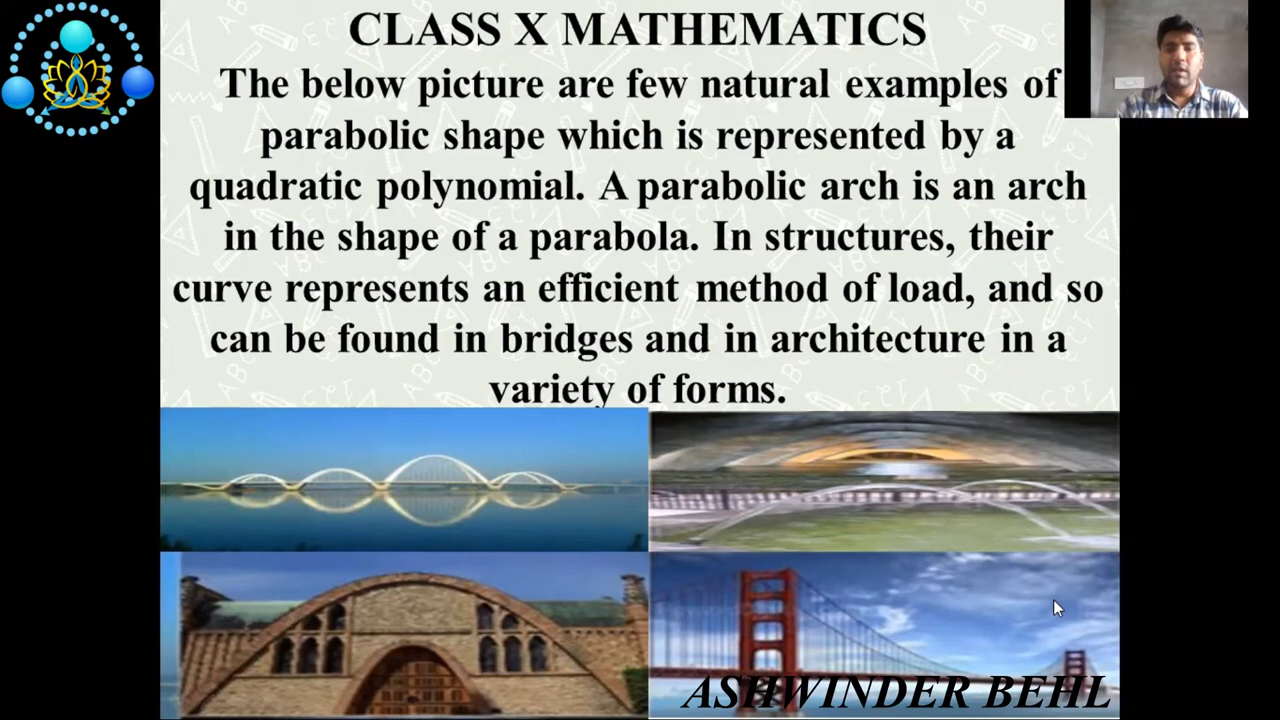 CLASS X MATHEMATICS
The below picture are few natural examples of
parabolic shape which is represented by a
quadratic polynomial. A parabolic arch is an arch
in the shape of a parabola. In structures, their
curve represents an efficient method of load, and so
can be found in bridges and in architecture in a
variety of forms.
ASHWINDER BEHL